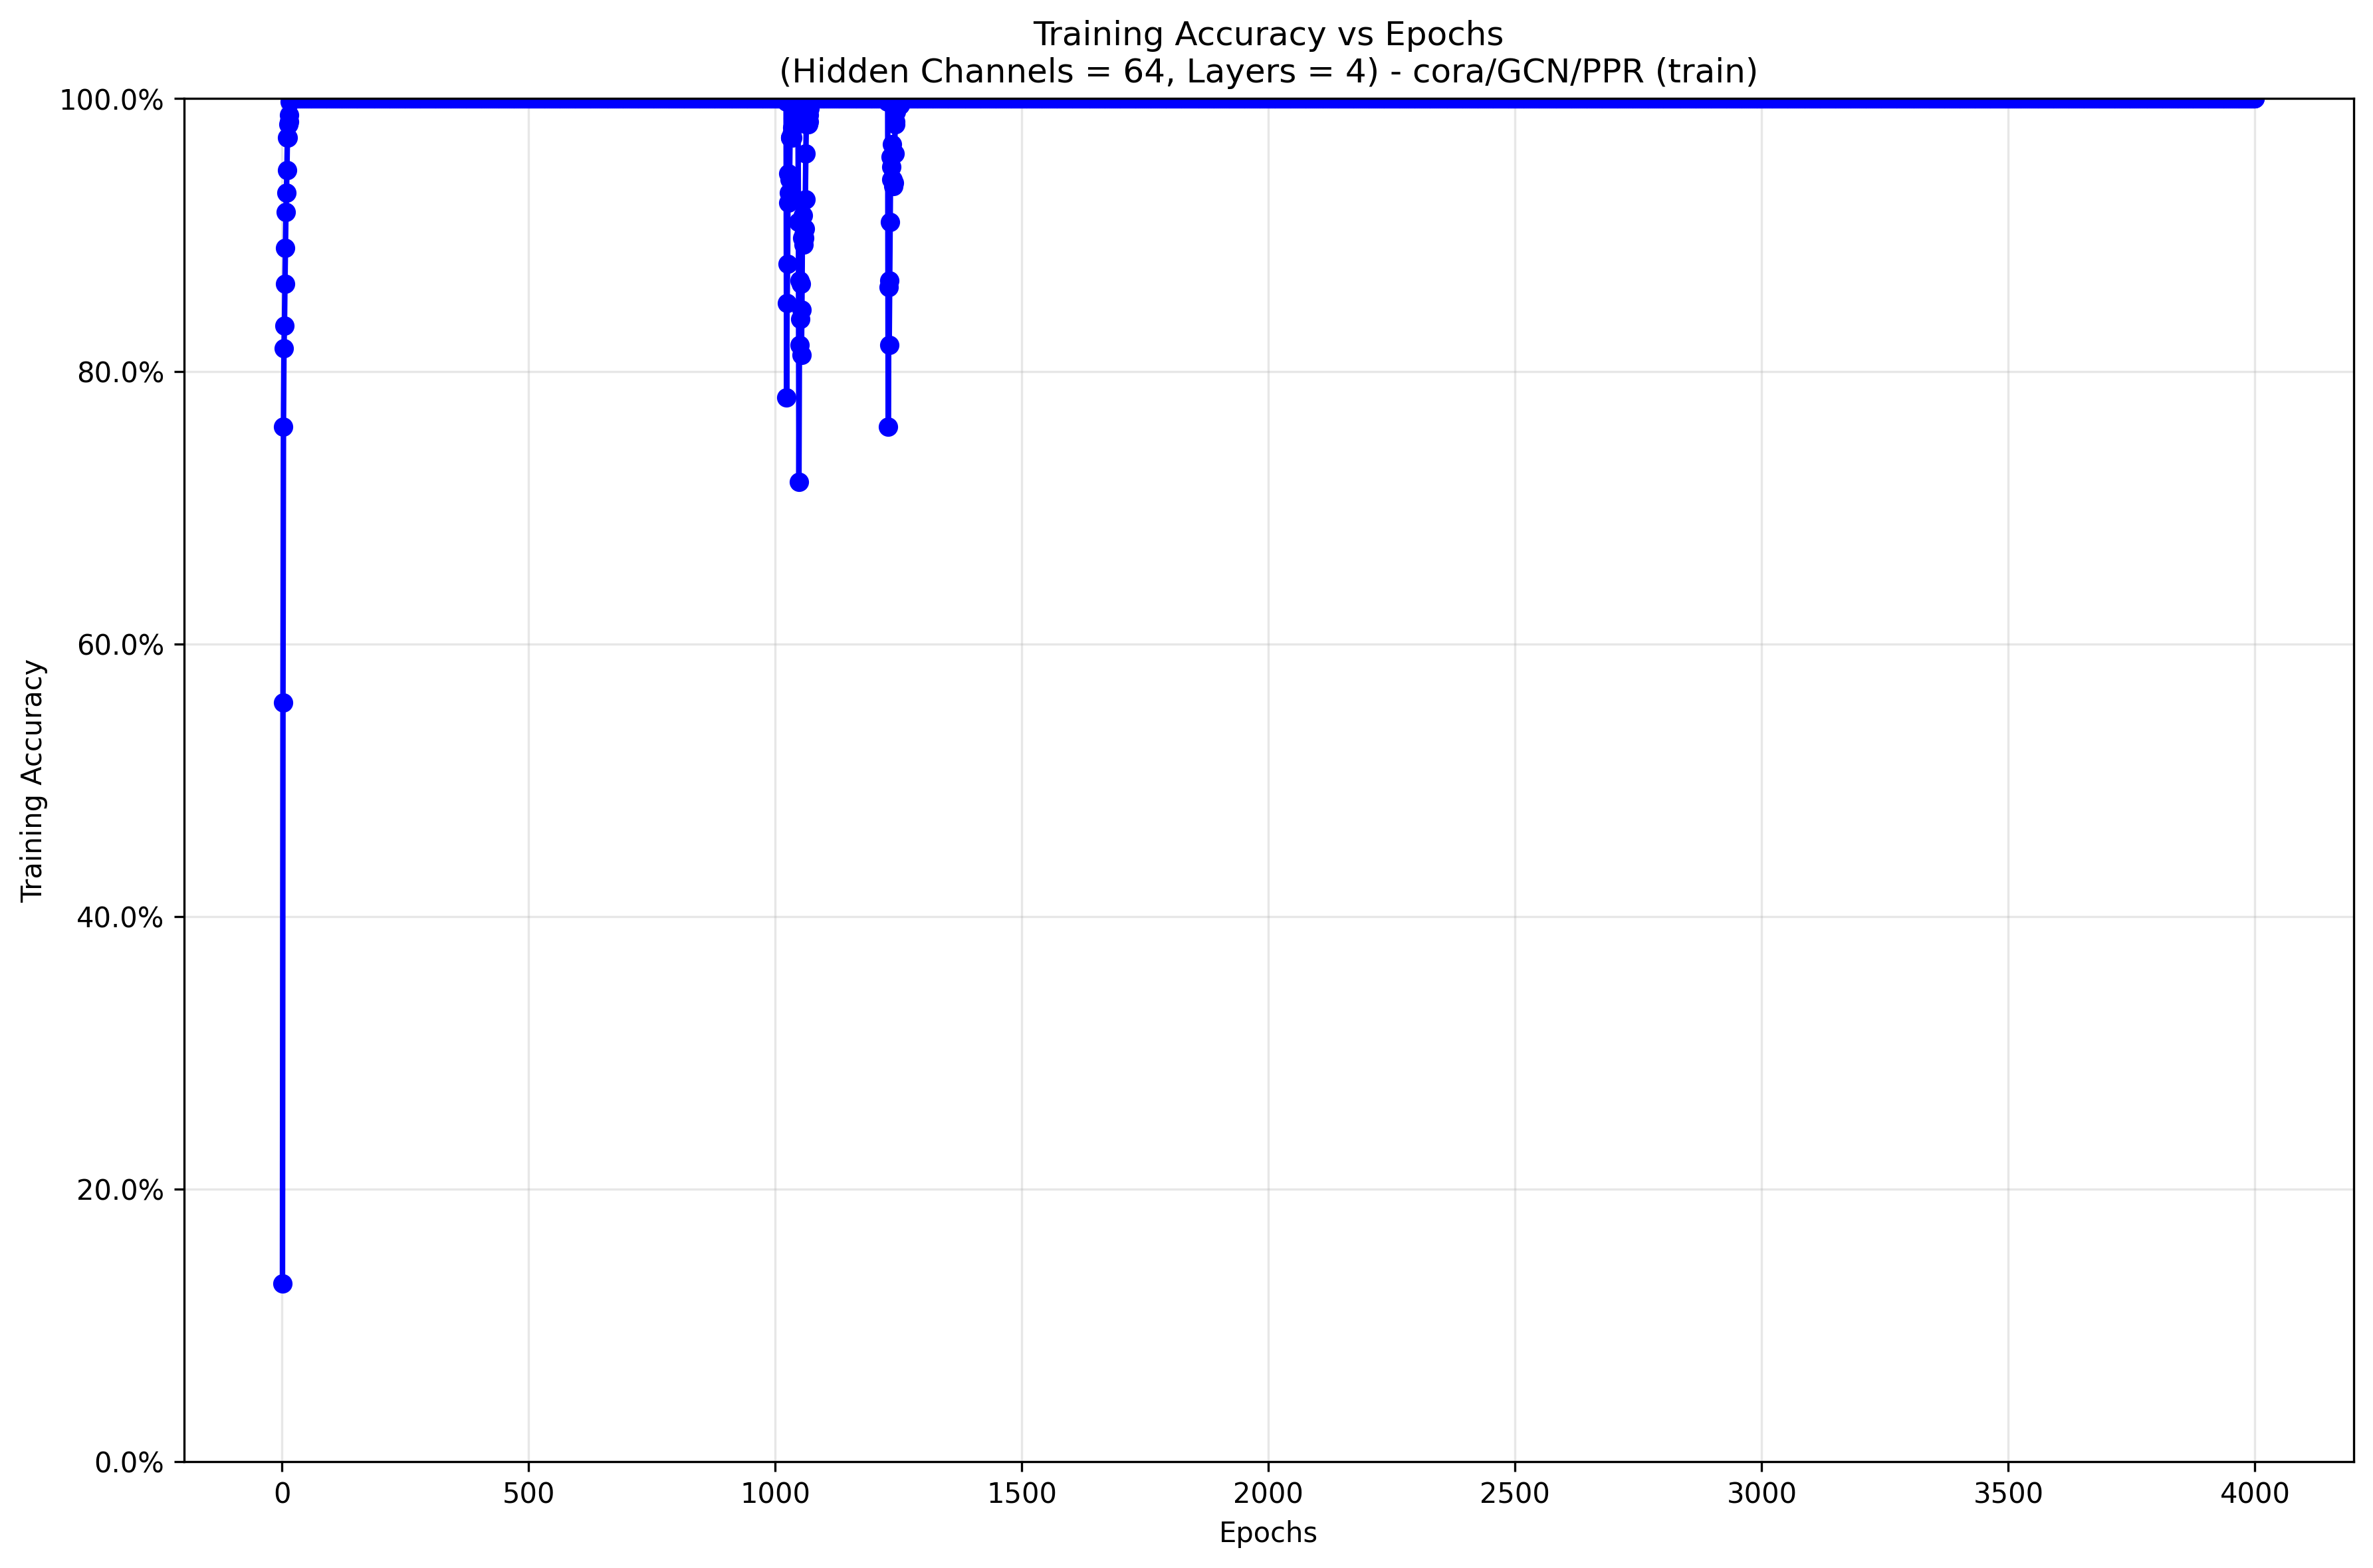 Training Accuracy vs Epochs
(Hidden Channels = 64, Layers = 4) - cora/GCN/PPR (train)
100.0%
80.0%
60.0%
40.0%
20.0%
0.0%
Training Accuracy
0 500 1000 1500 2000 2500 3000 3500 4000
Epochs